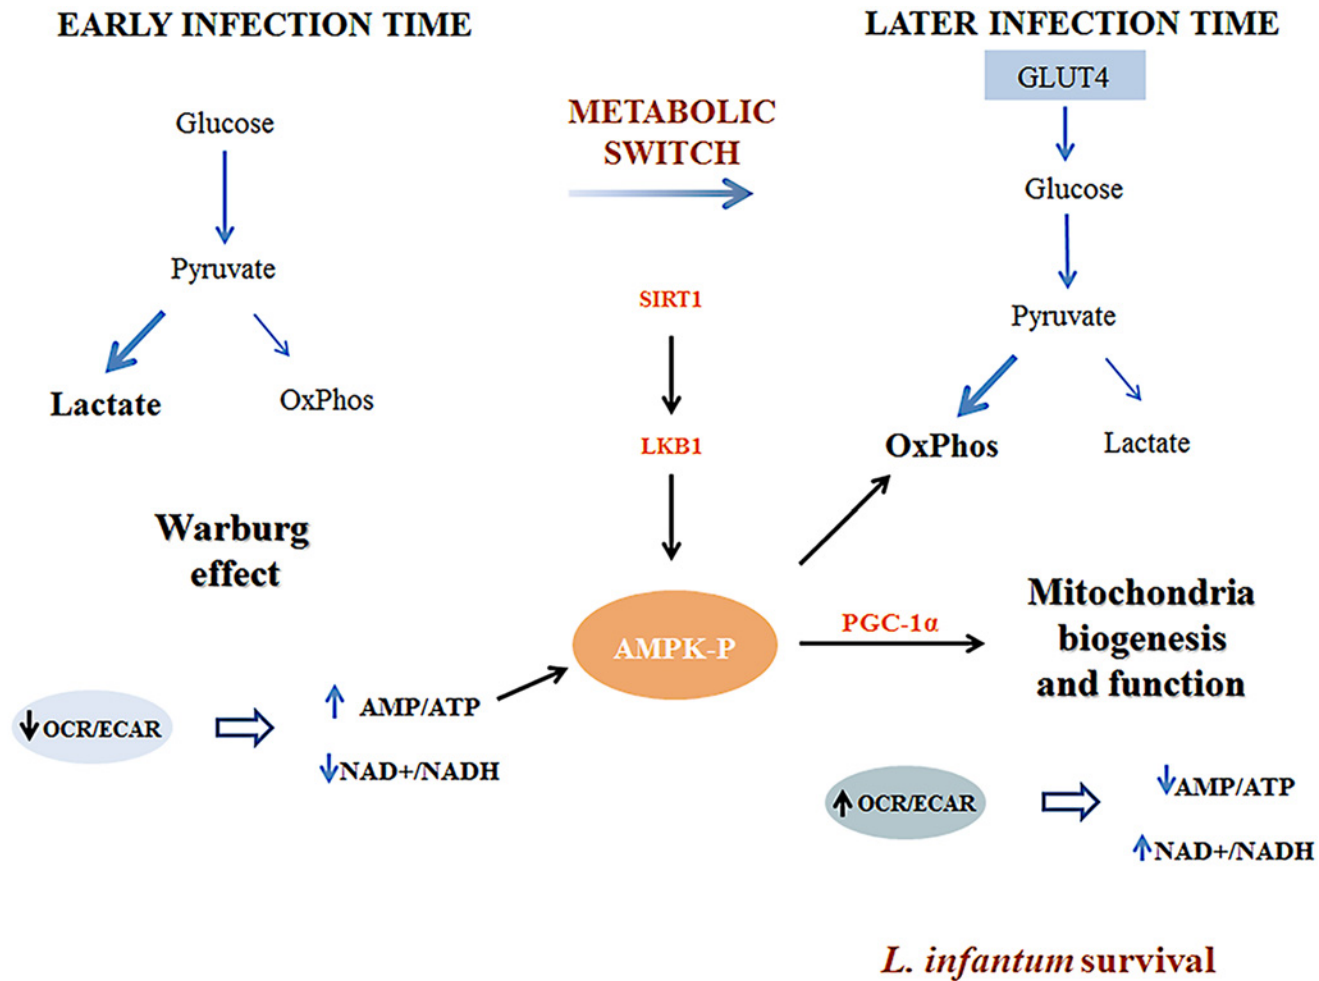 EARLY INFECTION TIME
Glucose
Pyruvate
Lactate
OxPhos
Warburg
effect
OCR/ECAR
AMP/ATP
NAD+/NADH
METABOLIC
SWITCH
SIRT1
LKB1
AMPK-P
PGC-1α
LATER INFECTION TIME
GLUT4
Glucose
Pyruvate
OxPhos
Lactate
Mitochondria
biogenesis
and function
OCR/ECAR
AMP/ATP
NAD+/NADH
L. infantum survival